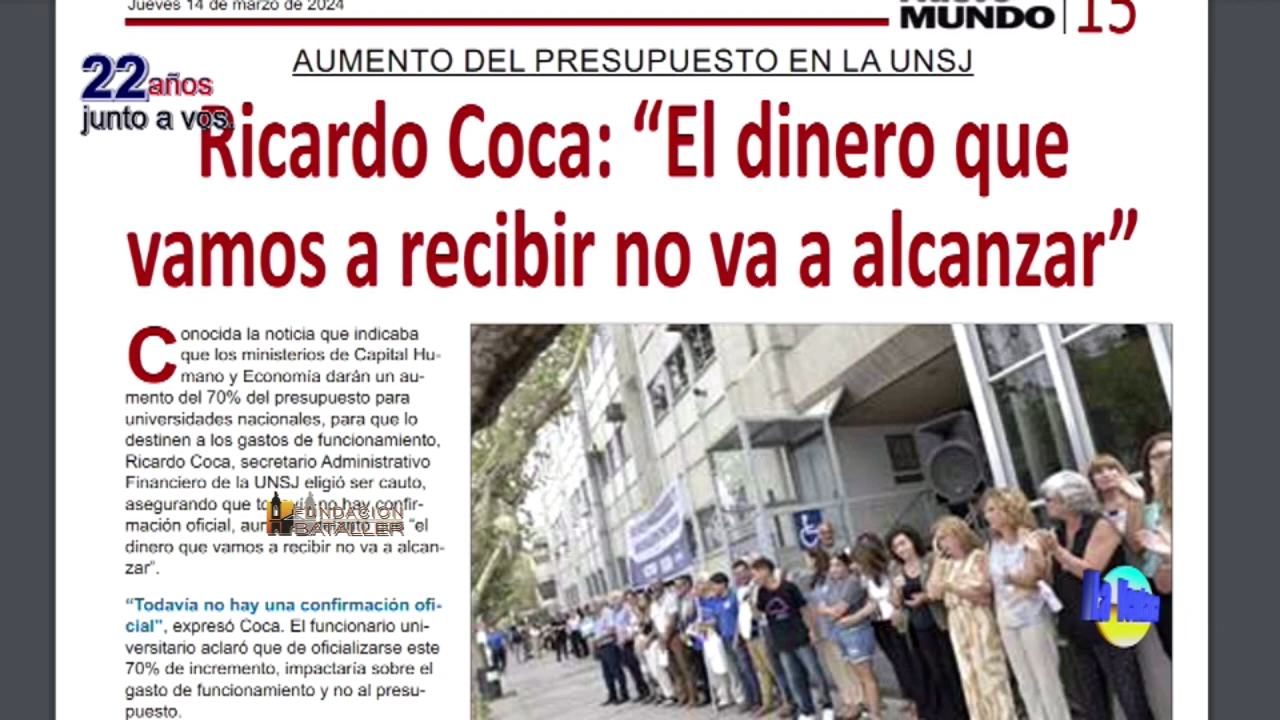 Jueves 14 de marzo de 2024
MUNDO
15
AUMENTO DEL PRESUPUESTO EN LA UNSJ
22 años
junto a vos.
Ricardo Coca: “El dinero que
vamos a recibir no va a alcanzar”
Conocida la noticia que indicaba
que los ministerios de Capital Hu-
mano y Economía darán un au-
mento del 70% del presupuesto para
universidades nacionales, para que lo
destinen a los gastos de funcionamiento,
Ricardo Coca, secretario Administrativo
Financiero de la UNSJ eligió ser cauto,
asegurando que no hay confir-
mación oficial, “el
dinero que vamos a recibir no va a alcan-
zar”.
FUNDACION
BATALLER
“Todavía no hay una confirmación ofi-
cial”, expresó Coca. El funcionario uni-
versitario aclaró que de oficializarse este
70% de incremento, impactaría sobre el
gasto de funcionamiento y no al presu-
puesto.